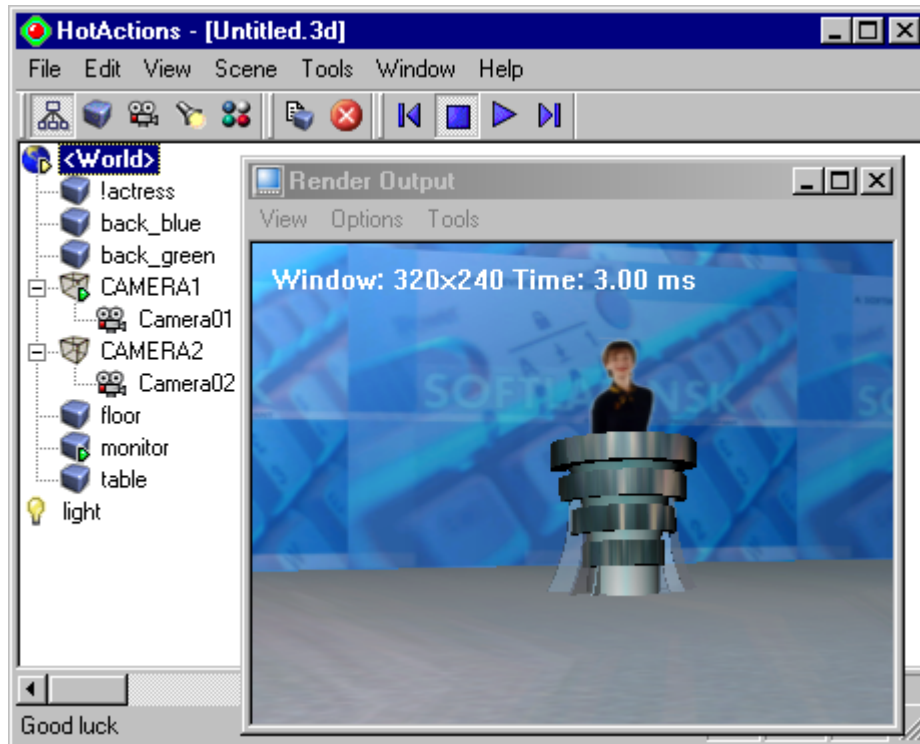 HotActions - [Untitled.3d]
File Edit View Scene Tools Window Help
<World>
!actress
back_blue
back_green
CAMERA1
Camera01
CAMERA2
Camera02
floor
monitor
table
light
Good luck
Render Output
View Options Tools
Window: 320x240 Time: 3.00 ms